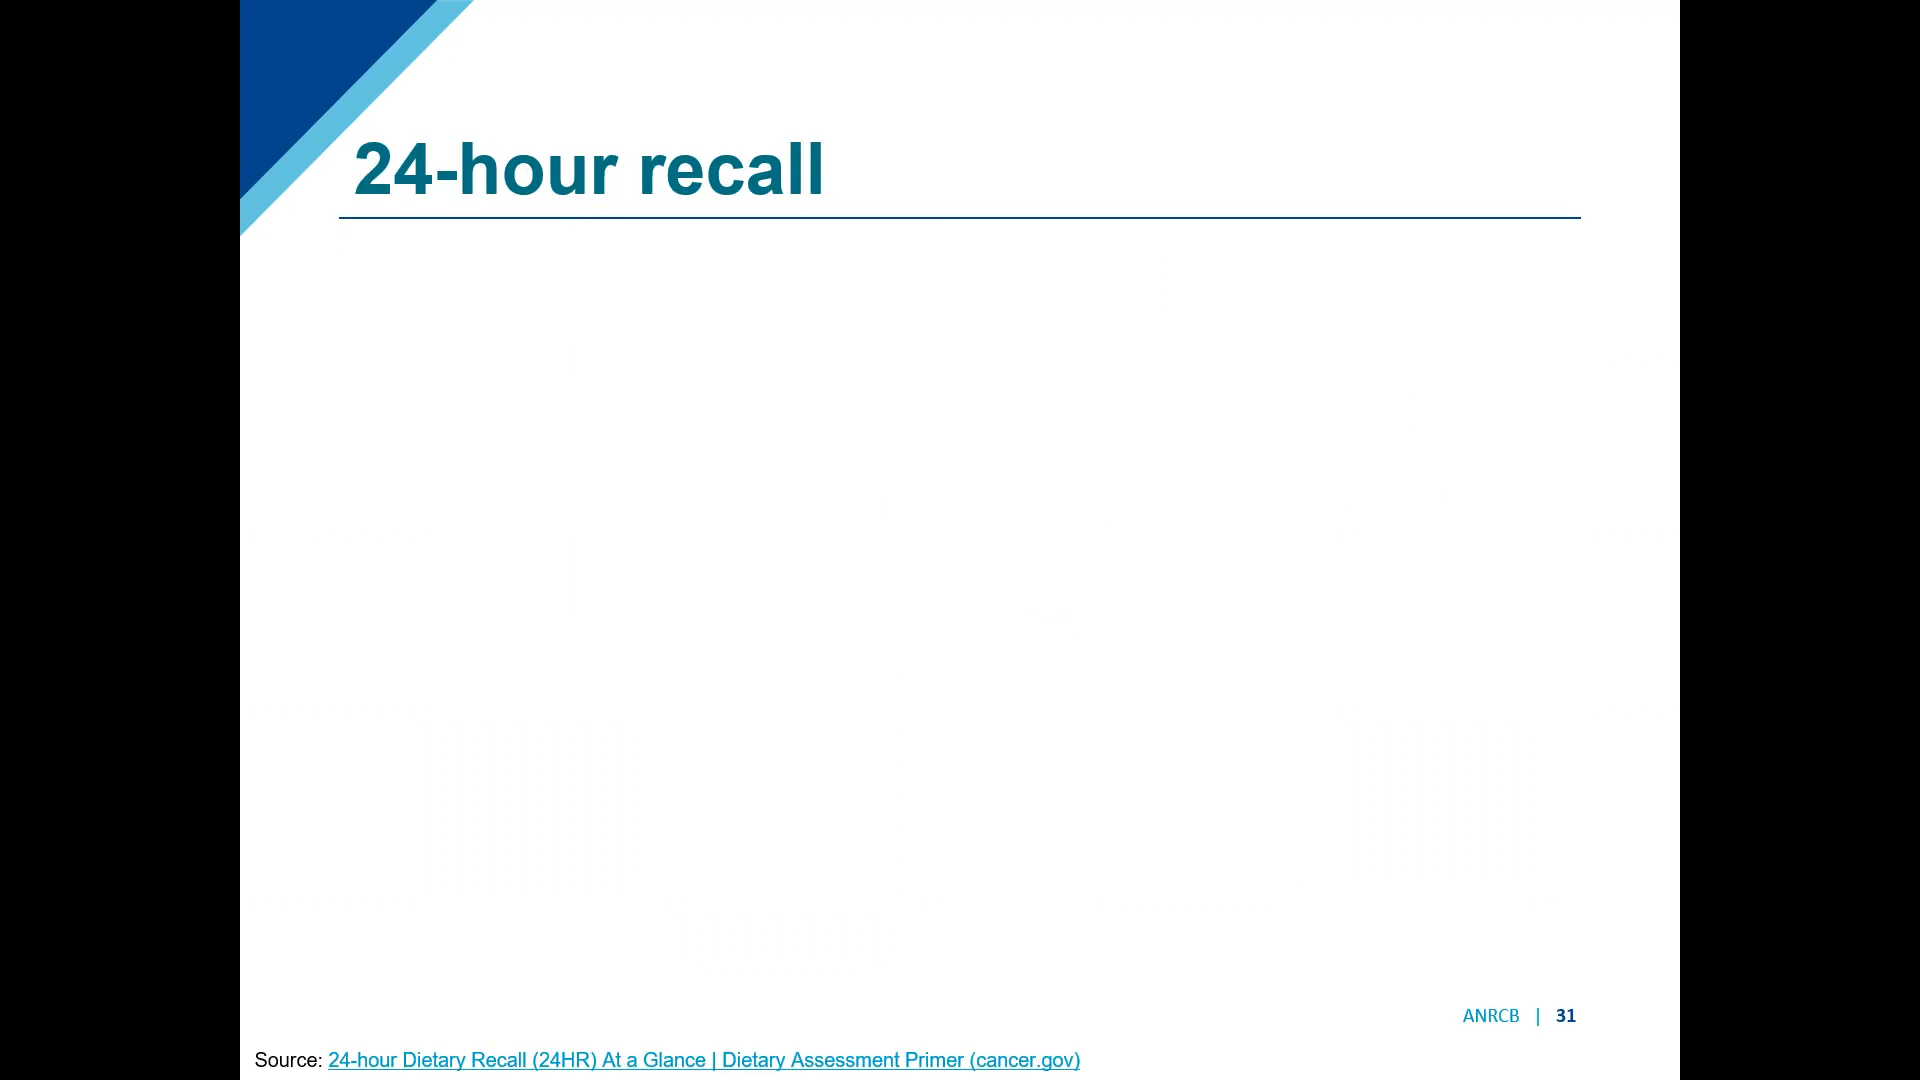 24-hour recall
ANRCB | 31
Source: 24-hour Dietary Recall (24HR) At a Glance | Dietary Assessment Primer (cancer.gov)